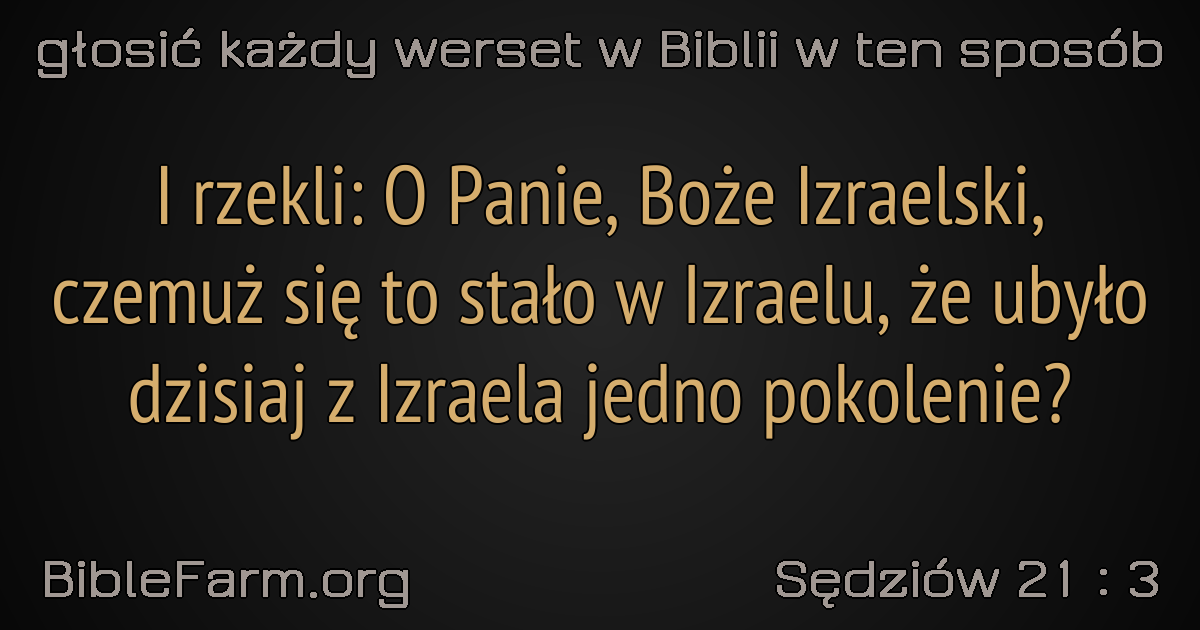 głosić każdy werset w Biblii w ten sposób
I rzekli: O Panie, Boże Izraelski,
czemuż się to stało w Izraelu, że ubyło
dzisiaj z Izraela jedno pokolenie?
BibleFarm.org
Sędziów 21 : 3